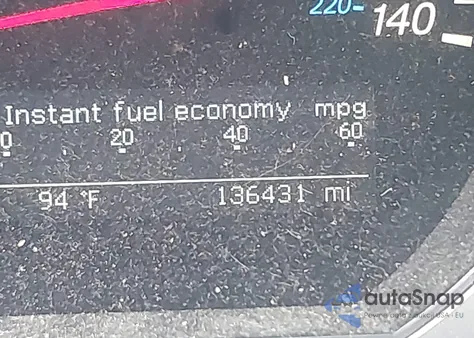 220- 140
Instant fuel economy mpg
0 20 40 60
94 °F 136431 mi
autoSnap